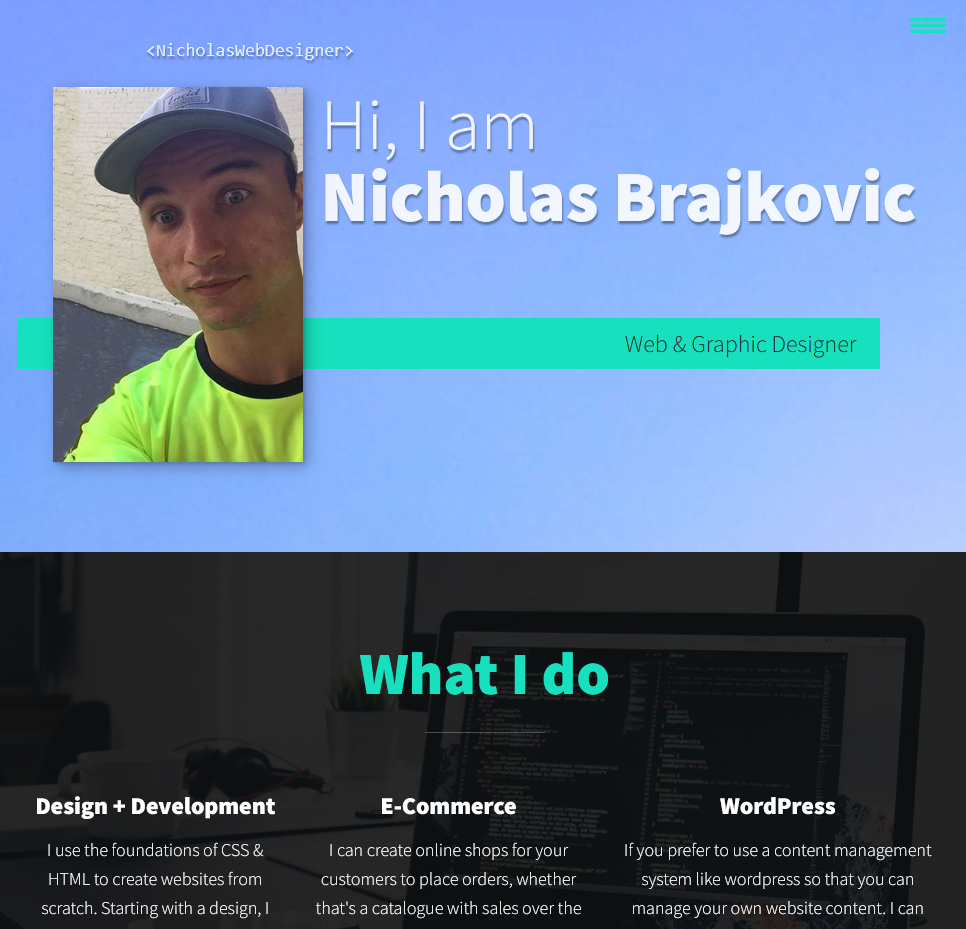 <NicholasWebDesigner>
Hi, I am
Nicholas Brajkovic
Web & Graphic Designer
What I do
Design + Development
I use the foundations of CSS &
HTML to create websites from
scratch. Starting with a design, I
E-Commerce
I can create online shops for your
customers to place orders, whether
that's a catalogue with sales over the
WordPress
If you prefer to use a content management
system like wordpress so that you can
manage your own website content. I can